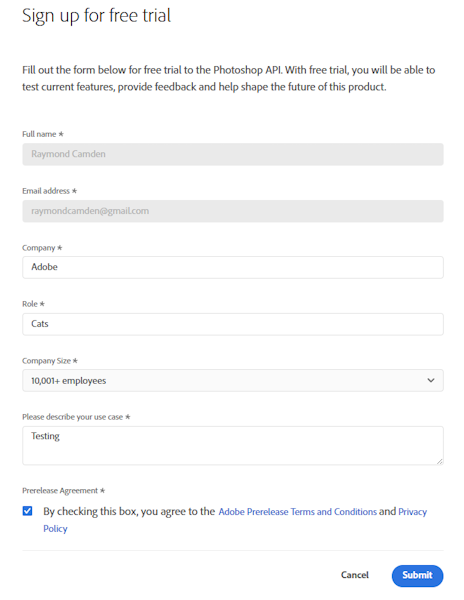 Sign up for free trial
Fill out the form below for free trial to the Photoshop API. With free trial, you will be able to
test current features, provide feedback and help shape the future of this product.
Full name *
Raymond Camden
Email address *
raymondcamden@gmail.com
Company *
Adobe
Role *
Cats
Company Size *
10,001+ employees
Please describe your use case *
Testing
Prerelease Agreement *
By checking this box, you agree to the Adobe Prerelease Terms and Conditions and Privacy
Policy
Cancel Submit